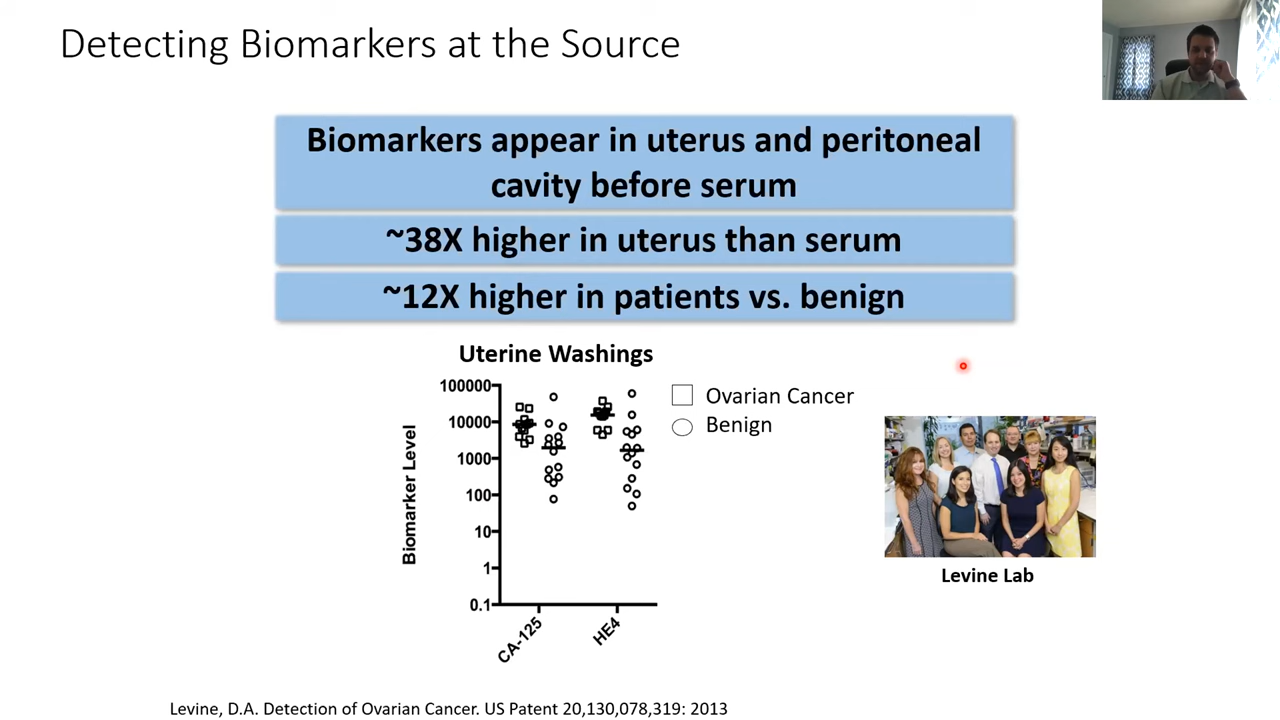 Detecting Biomarkers at the Source
Biomarkers appear in uterus and peritoneal
cavity before serum
~38X higher in uterus than serum
~12X higher in patients vs. benign
Uterine Washings
100000
10000
1000
100
10
1
0.1
Biomarker Level
CA-125
HE4
Ovarian Cancer
Benign
Levine Lab
Levine, D.A. Detection of Ovarian Cancer. US Patent 20,130,078,319: 2013